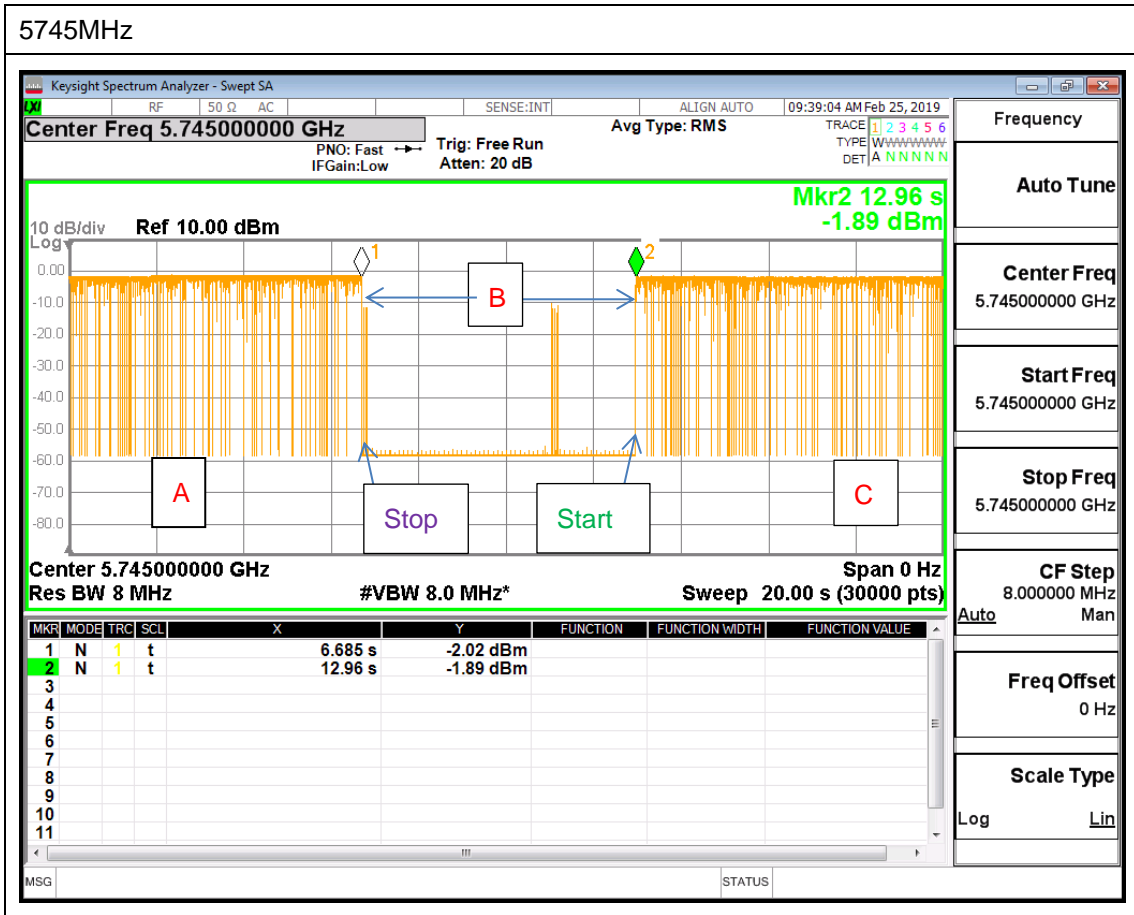 5745MHz
Keysight Spectrum Analyzer - Swept SA
LXI RF 50 Ω AC SENSE:INT ALIGN AUTO 09:39:04 AM Feb 25, 2019
Center Freq 5.745000000 GHz
PNO: Fast
IFGain:Low
Trig: Free Run
Atten: 20 dB
Avg Type: RMS
TRACE 1 2 3 4 5 6
TYPE WWWWWW
DET A N N N N N
Mkr2 12.96 s
-1.89 dBm
10 dB/div Ref 10.00 dBm
Log
0.00
-10.0
-20.0
-30.0
-40.0
-50.0
-60.0
-70.0
-80.0
1
2
B
A
Stop
Start
C
Center 5.745000000 GHz Span 0 Hz
Res BW 8 MHz #VBW 8.0 MHz* Sweep 20.00 s (30000 pts)
MKR MODE TRC SCL X Y FUNCTION FUNCTION WIDTH FUNCTION VALUE
1 N 1 t 6.685 s -2.02 dBm
2 N 1 t 12.96 s -1.89 dBm
3
4
5
6
7
8
9
10
11
MSG STATUS
Frequency
Auto Tune
Center Freq
5.745000000 GHz
Start Freq
5.745000000 GHz
Stop Freq
5.745000000 GHz
CF Step
8.000000 MHz
Auto Man
Freq Offset
0 Hz
Scale Type
Log Lin